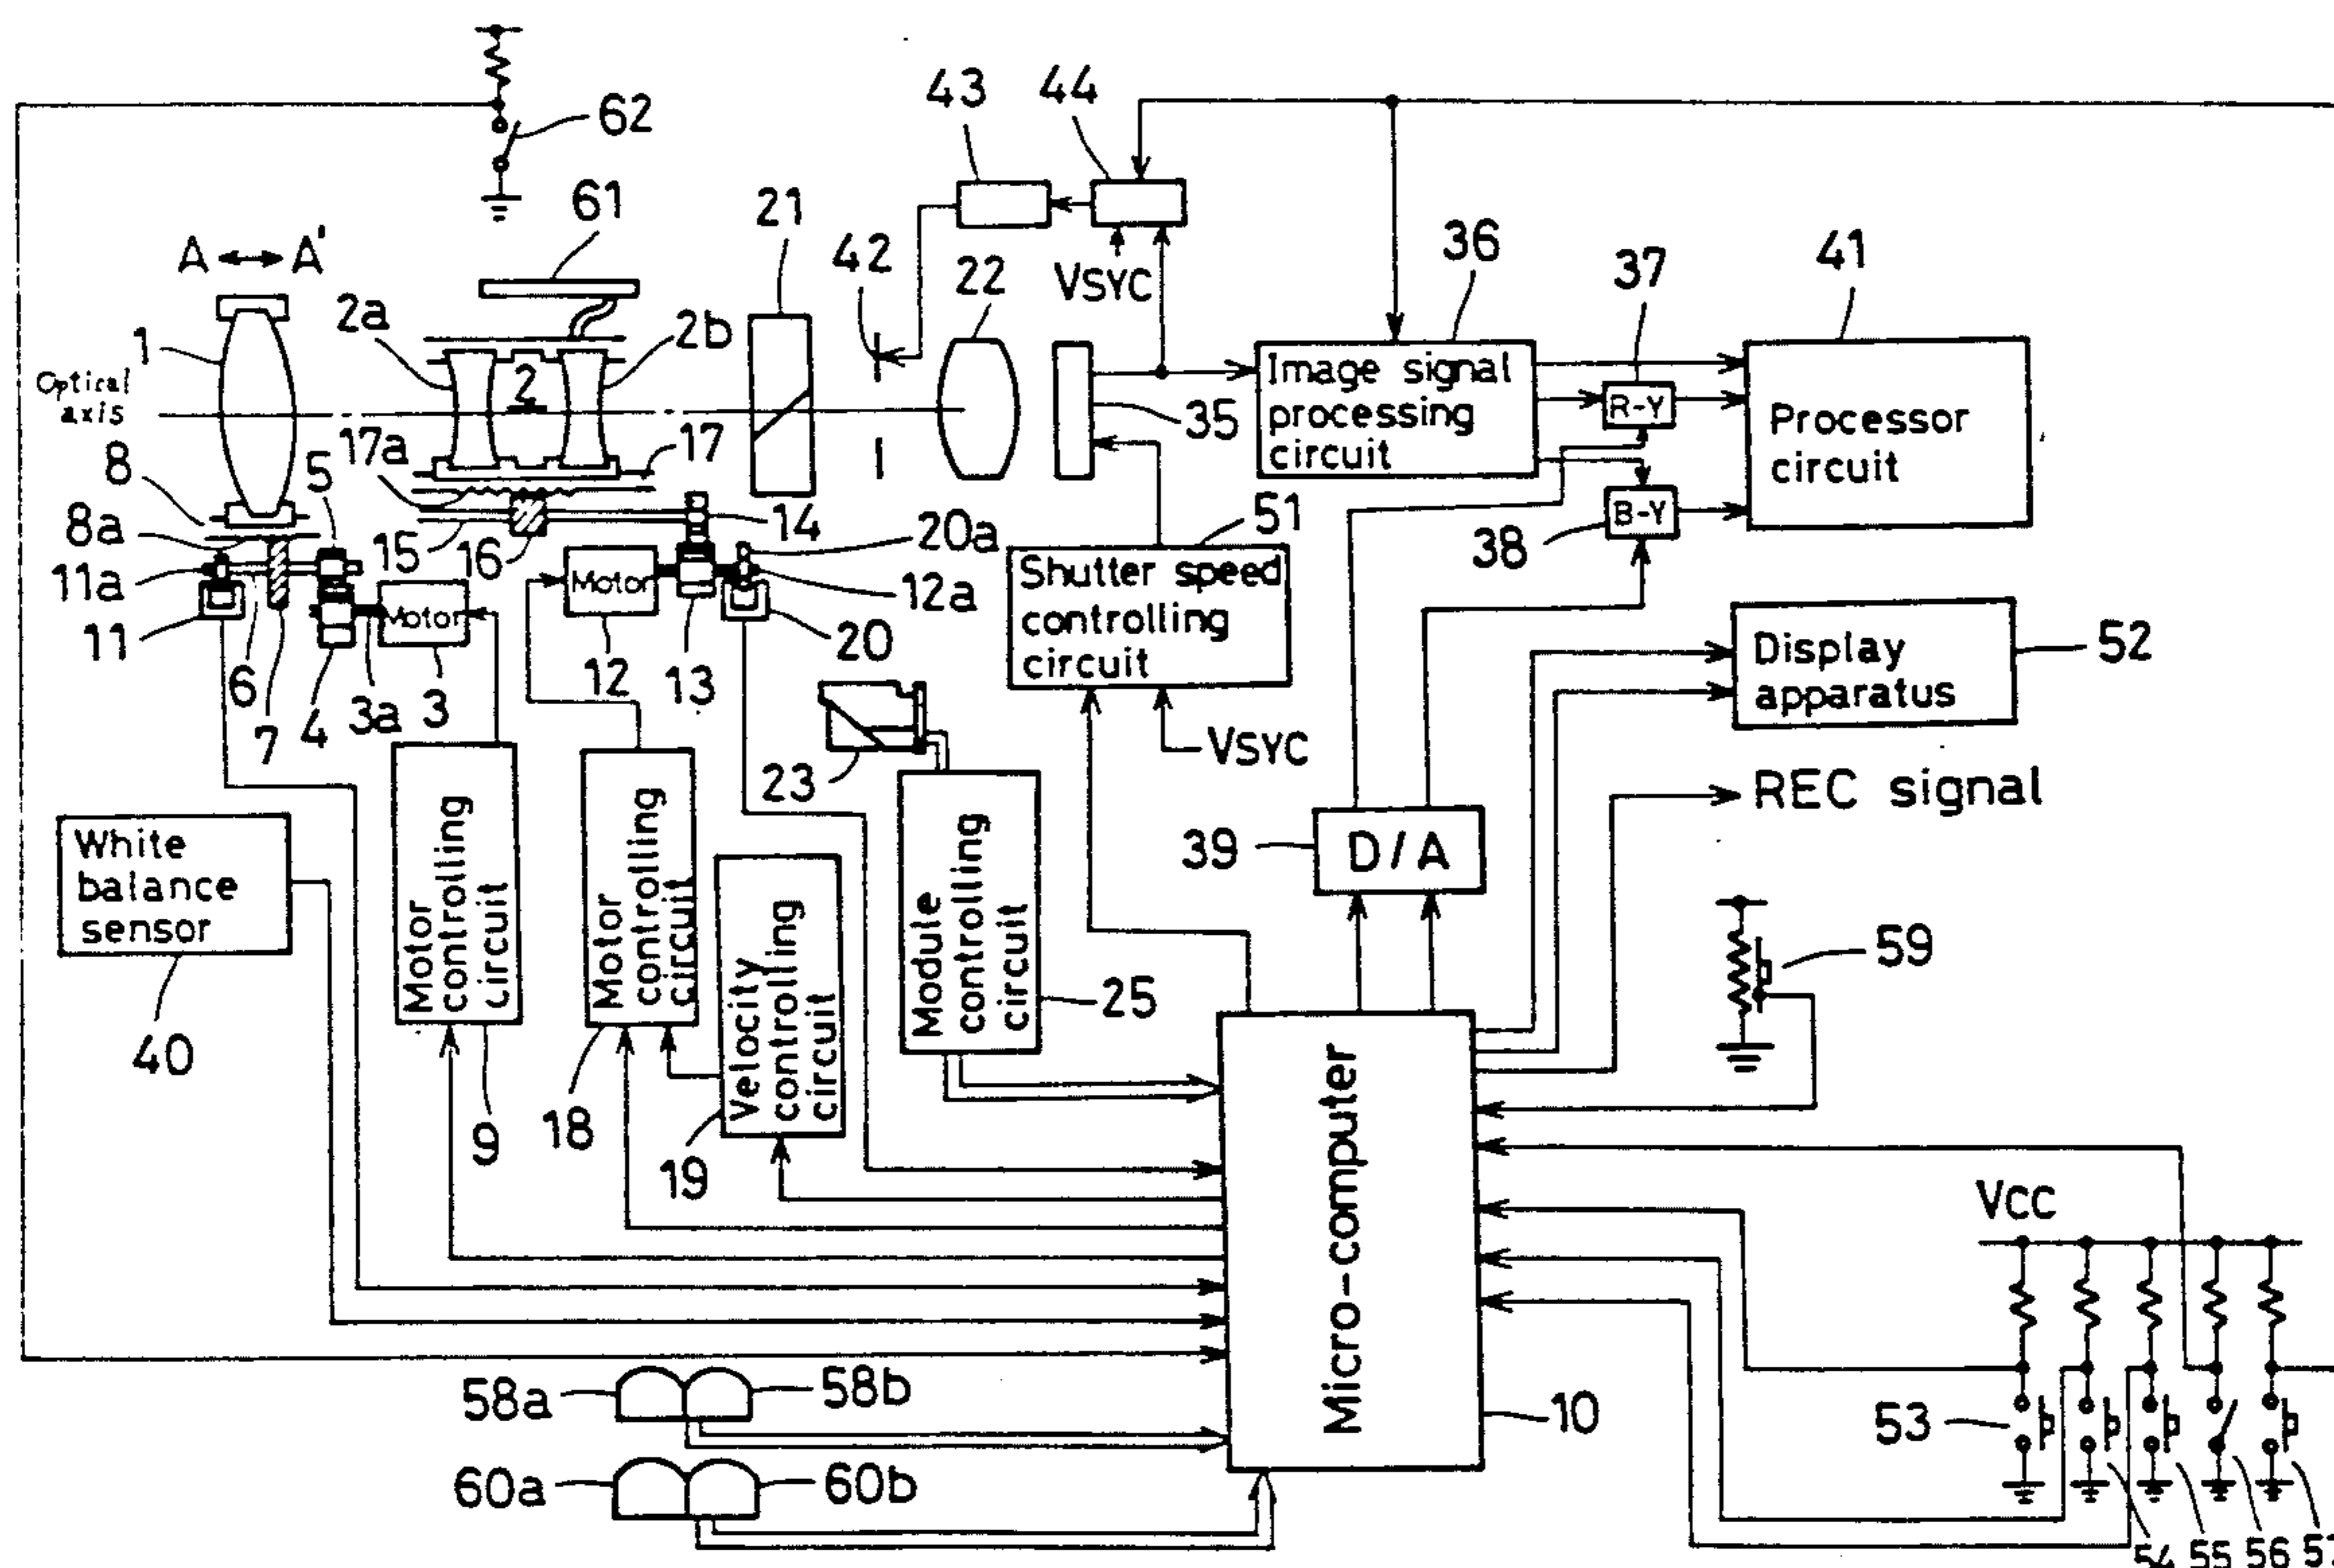 62
43
44
61
21
A A'
42
22
VSYC
36
37
41
1
2a
2
2b
Optical
axis
35
Image signal
processing
circuit
R-Y
B-Y
Processor
circuit
8
8a
5
17a
17
14
15
16
20a
12a
11a
11
6
7
4
3a
3
Motor
Motor
12
13
20
51
38
Shutter speed
controlling
circuit
VSYC
23
Display
apparatus
52
REC signal
39
D/A
White
balance
sensor
40
Motor
controlling
circuit
9
Motor
controlling
circuit
18
Velocity
controlling
circuit
19
Module
controlling
circuit
25
59
Micro-computer
10
VCC
58a
58b
60a
60b
53
54
55
56